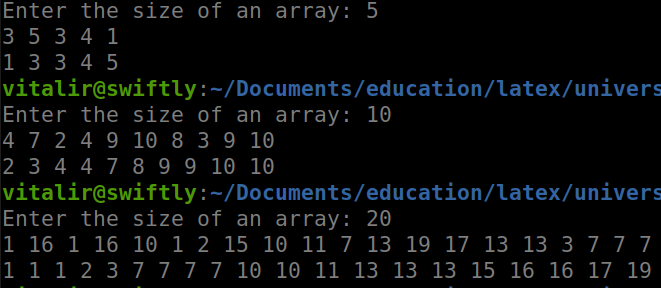 Enter the size of an array: 5
3 5 3 4 1
1 3 3 4 5
vitalir@swiftly:~/Documents/education/latex/univers
Enter the size of an array: 10
4 7 2 4 9 10 8 3 9 10
2 3 4 4 7 8 9 9 10 10
vitalir@swiftly:~/Documents/education/latex/univers
Enter the size of an array: 20
1 16 1 16 10 1 2 15 10 11 7 13 19 17 13 13 3 7 7 7
1 1 1 2 3 7 7 7 7 10 10 11 13 13 13 15 16 16 17 19